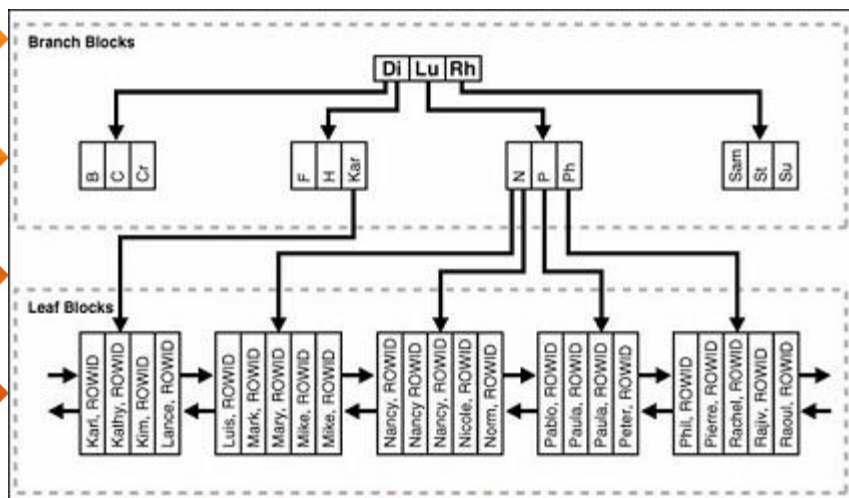 Branch Blocks
Di Lu Rh
B C Cr
F H Kar
N P Ph
Sam St Su
Leaf Blocks
Karl, ROWID
Kathy, ROWID
Kim, ROWID
Lance, ROWID
Luis, ROWID
Mark, ROWID
Mary, ROWID
Mike, ROWID
Mike, ROWID
Nancy, ROWID
Nancy ROWID
Nancy, ROWID
Nicole, ROWID
Norm, ROWID
Pablo, ROWID
Paula, ROWID
Paula, ROWID
Peter, ROWID
Phil, ROWID
Pierre, ROWID
Rachel, ROWID
Rajiv, ROWID
Raoul, ROWID